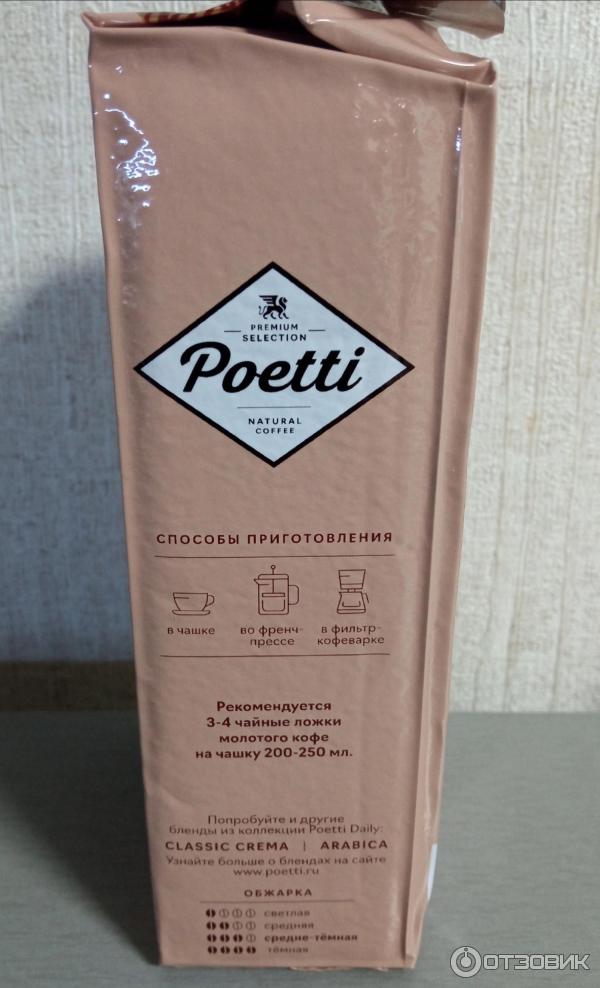 PREMIUM
SELECTION
Poetti
NATURAL
COFFEE
СПОСОБЫ ПРИГОТОВЛЕНИЯ
в чашке
во френч-
прессе
в фильтр-
кофеварке
Рекомендуется
3-4 чайные ложки
молотого кофе
на чашку 200-250 мл.
Попробуйте и другие
бленды из коллекции Poetti Daily:
CLASSIC CREMA | ARABICA
Узнайте больше о блендах на сайте
www.poetti.ru
ОБЖАРКА
светлая
средняя
средне-тёмная
тёмная
ОТЗОВИК